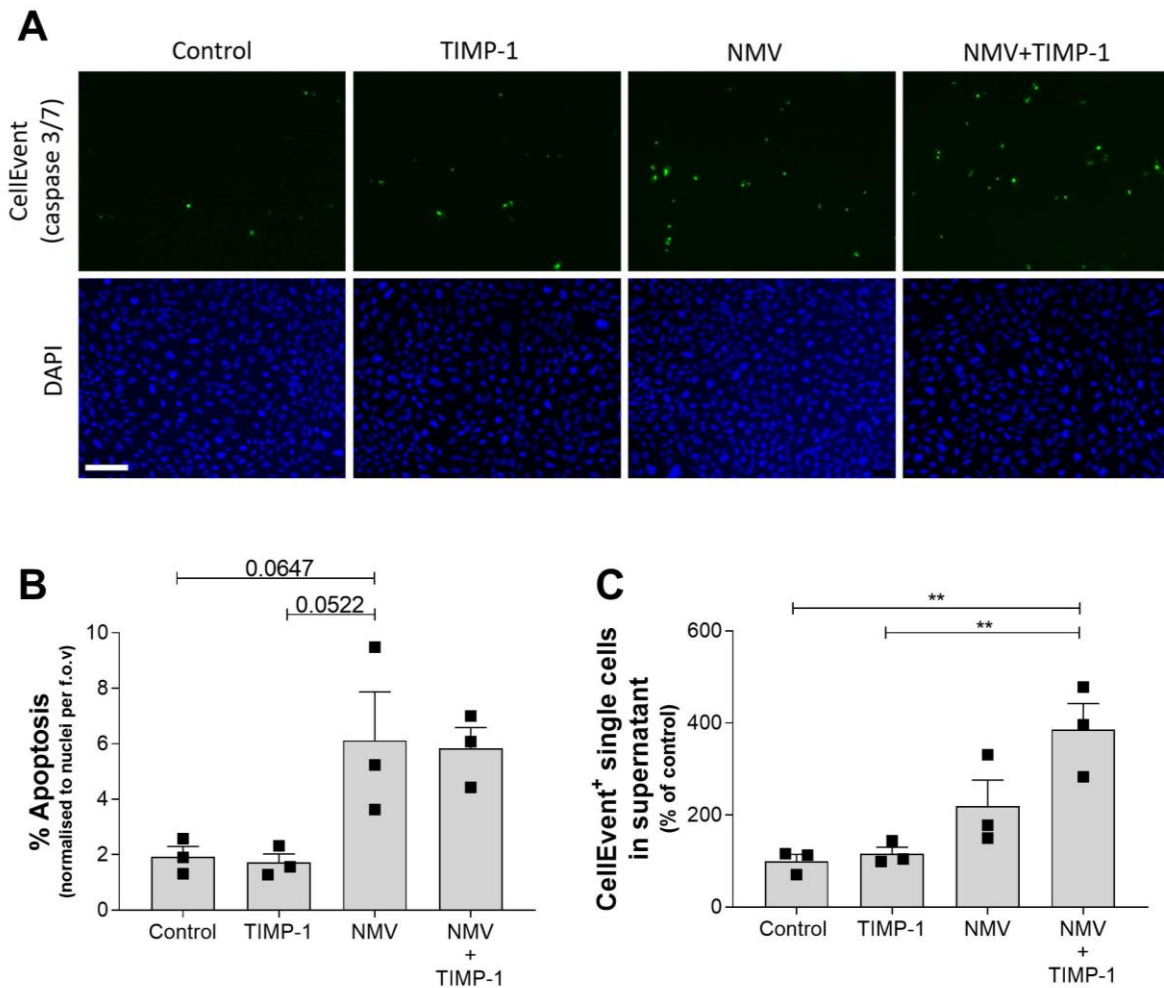 A
Control
TIMP-1
NMV
NMV+TIMP-1
CellEvent
(caspase 3/7)
DAPI
B
0.0647
0.0522
% Apoptosis
(normalised to nuclei per f.o.v)
10
8
6
4
2
0
Control
TIMP-1
NMV
NMV
+
TIMP-1
C
**
**
CellEvent⁺ single cells
in supernatant
(% of control)
600
400
200
0
Control
TIMP-1
NMV
NMV
+
TIMP-1